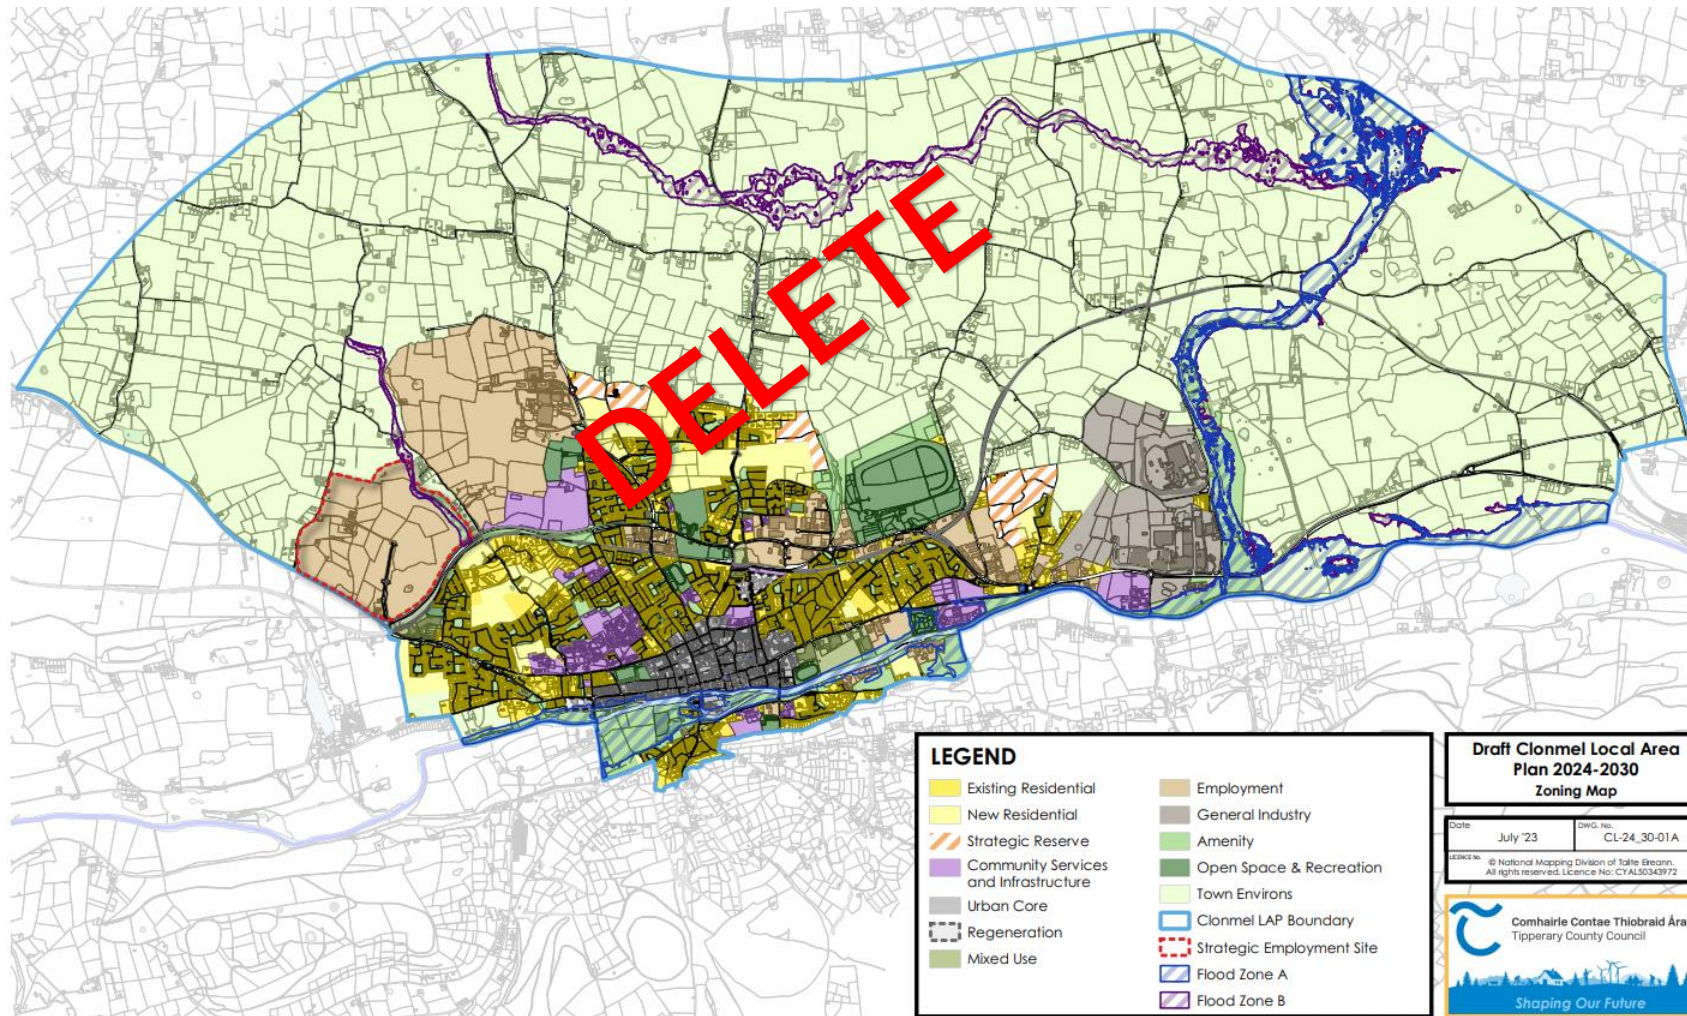 DELETE
LEGEND
Existing Residential
New Residential
Strategic Reserve
Community Services
and Infrastructure
Urban Core
Regeneration
Mixed Use
Employment
General Industry
Amenity
Open Space & Recreation
Town Environs
Clonmel LAP Boundary
Strategic Employment Site
Flood Zone A
Flood Zone B
Draft Clonmel Local Area
Plan 2024-2030
Zoning Map
Date
July '23
DWG. No.
CL-24_30-01A
LICENCE No.
© National Mapping Division of Tailte Éireann.
All rights reserved. Licence No: CYAL50343972
Comhairle Contae Thiobraid Árann
Tipperary County Council
Shaping Our Future